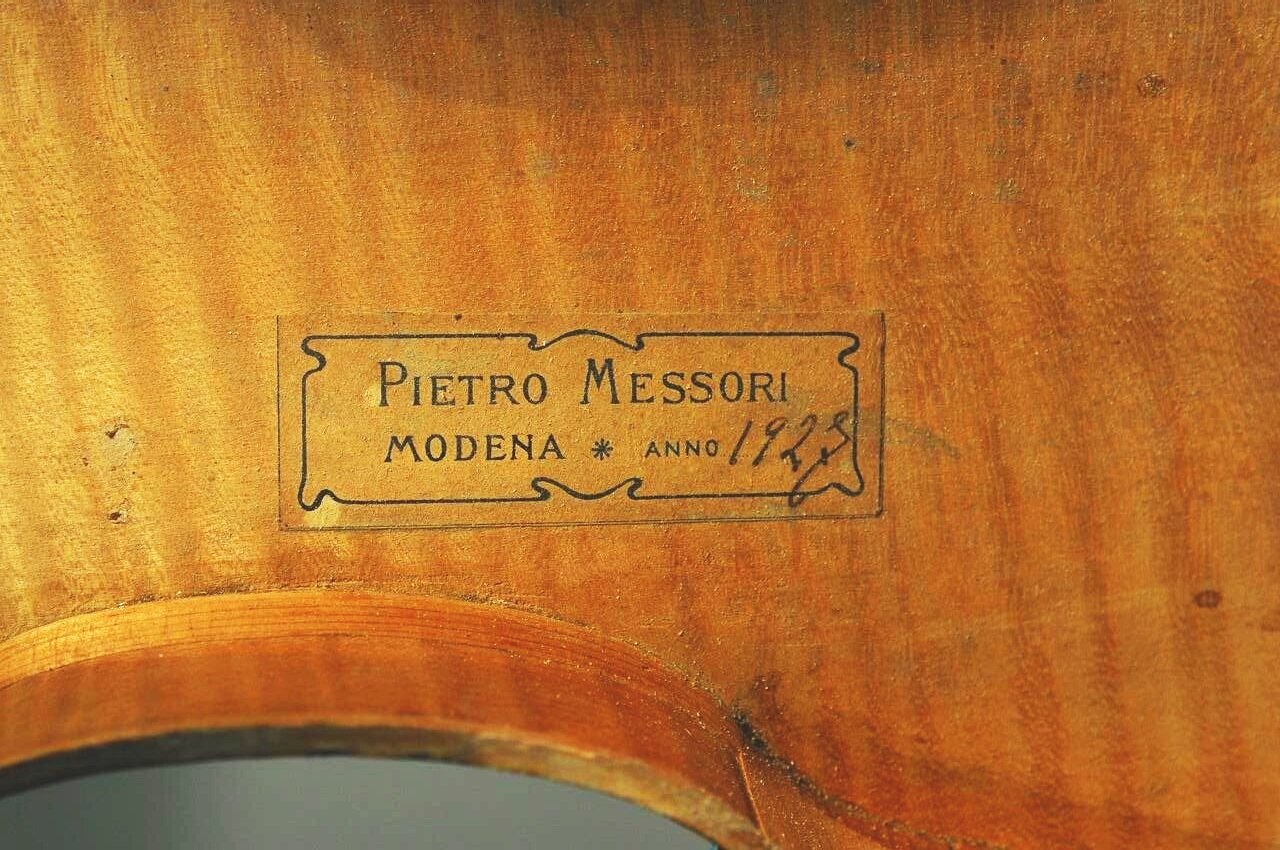 PIETRO MESSORI
MODENA * ANNO 1923